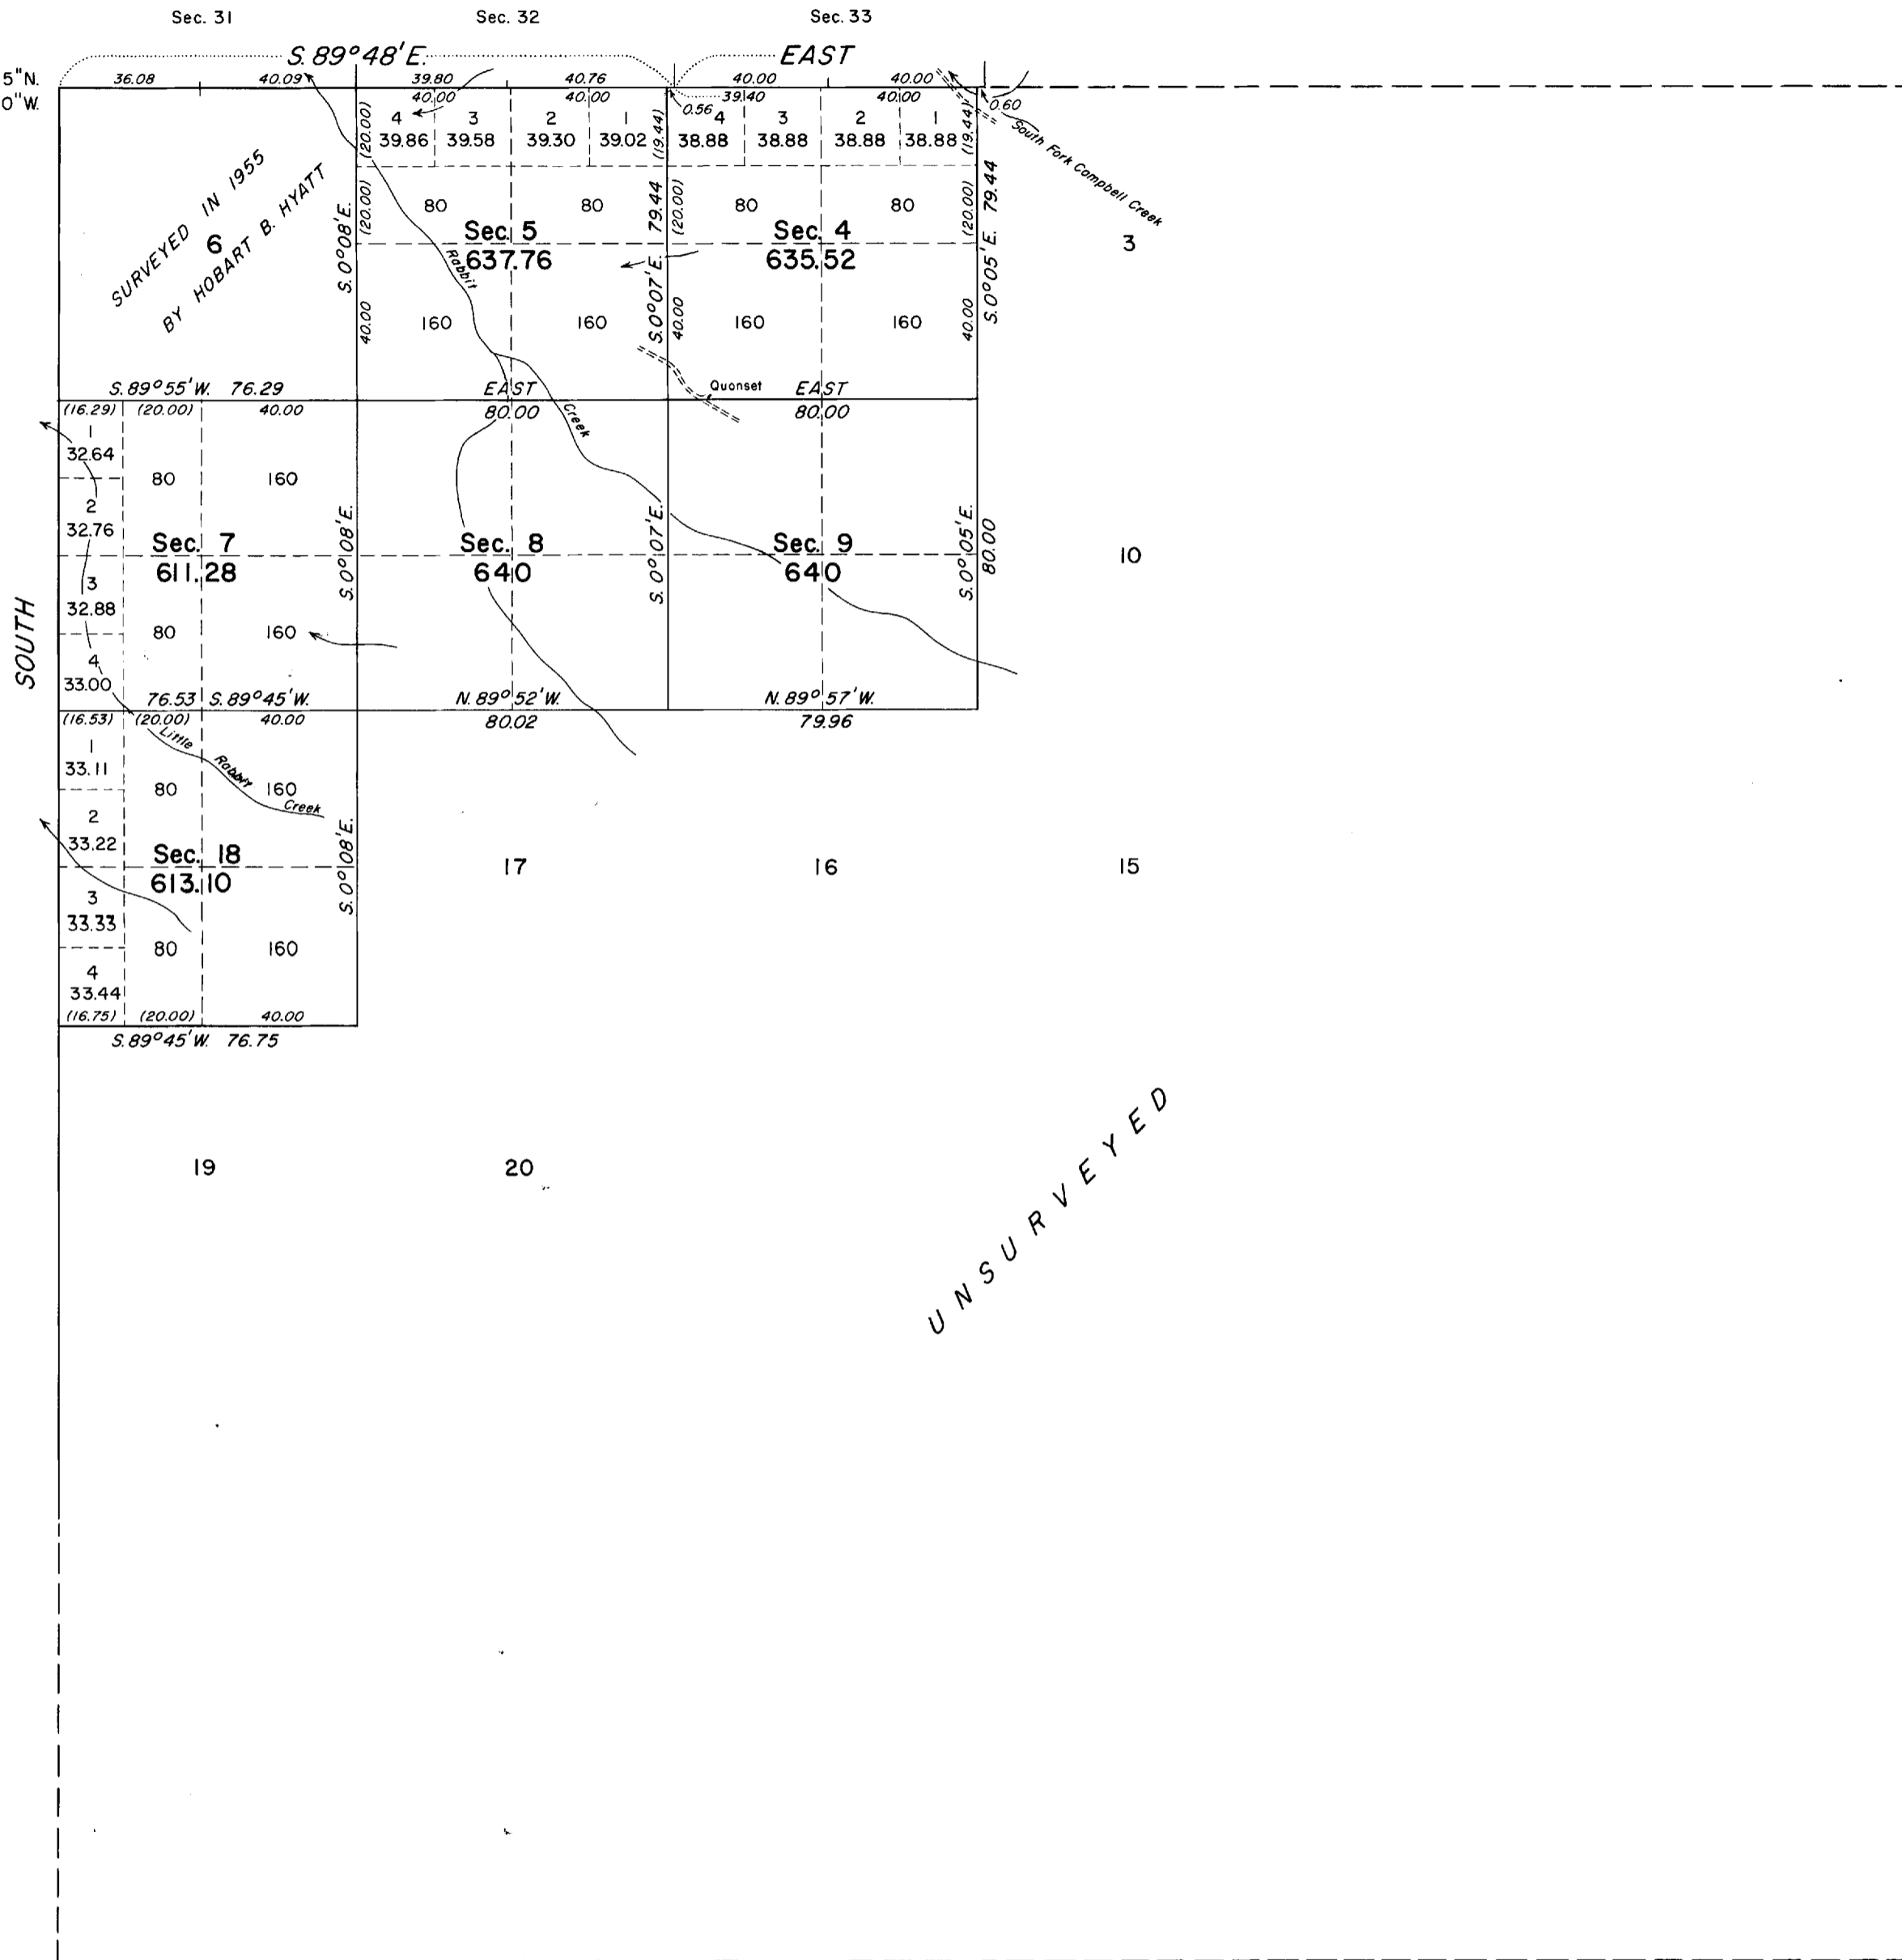 Sec. 31 Sec. 32 Sec. 33
S. 89° 48' E. EAST
5" N. 36.08 40.09 39.80 40.76 40.00 40.00
0" W. 40.00 40.00 0.56 39.40 40.00 0.60
(20.00) 4 3 2 1 (19.44) 4 3 2 1 (19.44)
39.86 39.58 39.30 39.02 38.88 38.88 38.88 38.88
South Fork Campbell Creek
SURVEYED IN 1955
BY HOBART B. HYATT
6
S. 0° 08' E.
(20.00) 80 80 S. 0° 07' E. 79.44 (20.00) 80 80 (20.00) S. 0° 05' E. 79.44
Sec. 5 Sec. 4 3
637.76 635.52
Rabbit
40.00 160 160 40.00 160 160 40.00
Quonset
S. 89° 55' W. 76.29 EAST EAST
(16.29) (20.00) 40.00 80.00 80.00
Creek
1
32.64
80 160
2
32.76
Sec. 7 S. 0° 08' E. Sec. 8 S. 0° 07' E. Sec. 9 S. 0° 05' E. 80.00 10
611.28 640 640
3
32.88
SOUTH
80 160
4
33.00
76.53 S. 89° 45' W. N. 89° 52' W. N. 89° 57' W.
(16.53) (20.00) 40.00 80.02 79.96
Little Rabbit Creek
1
33.11
80 160
2
33.22
Sec. 18 S. 0° 08' E. 17 16 15
613.10
3
33.33
80 160
4
33.44
(16.75) (20.00) 40.00
S. 89° 45' W. 76.75
19 20
UNSURVEYED